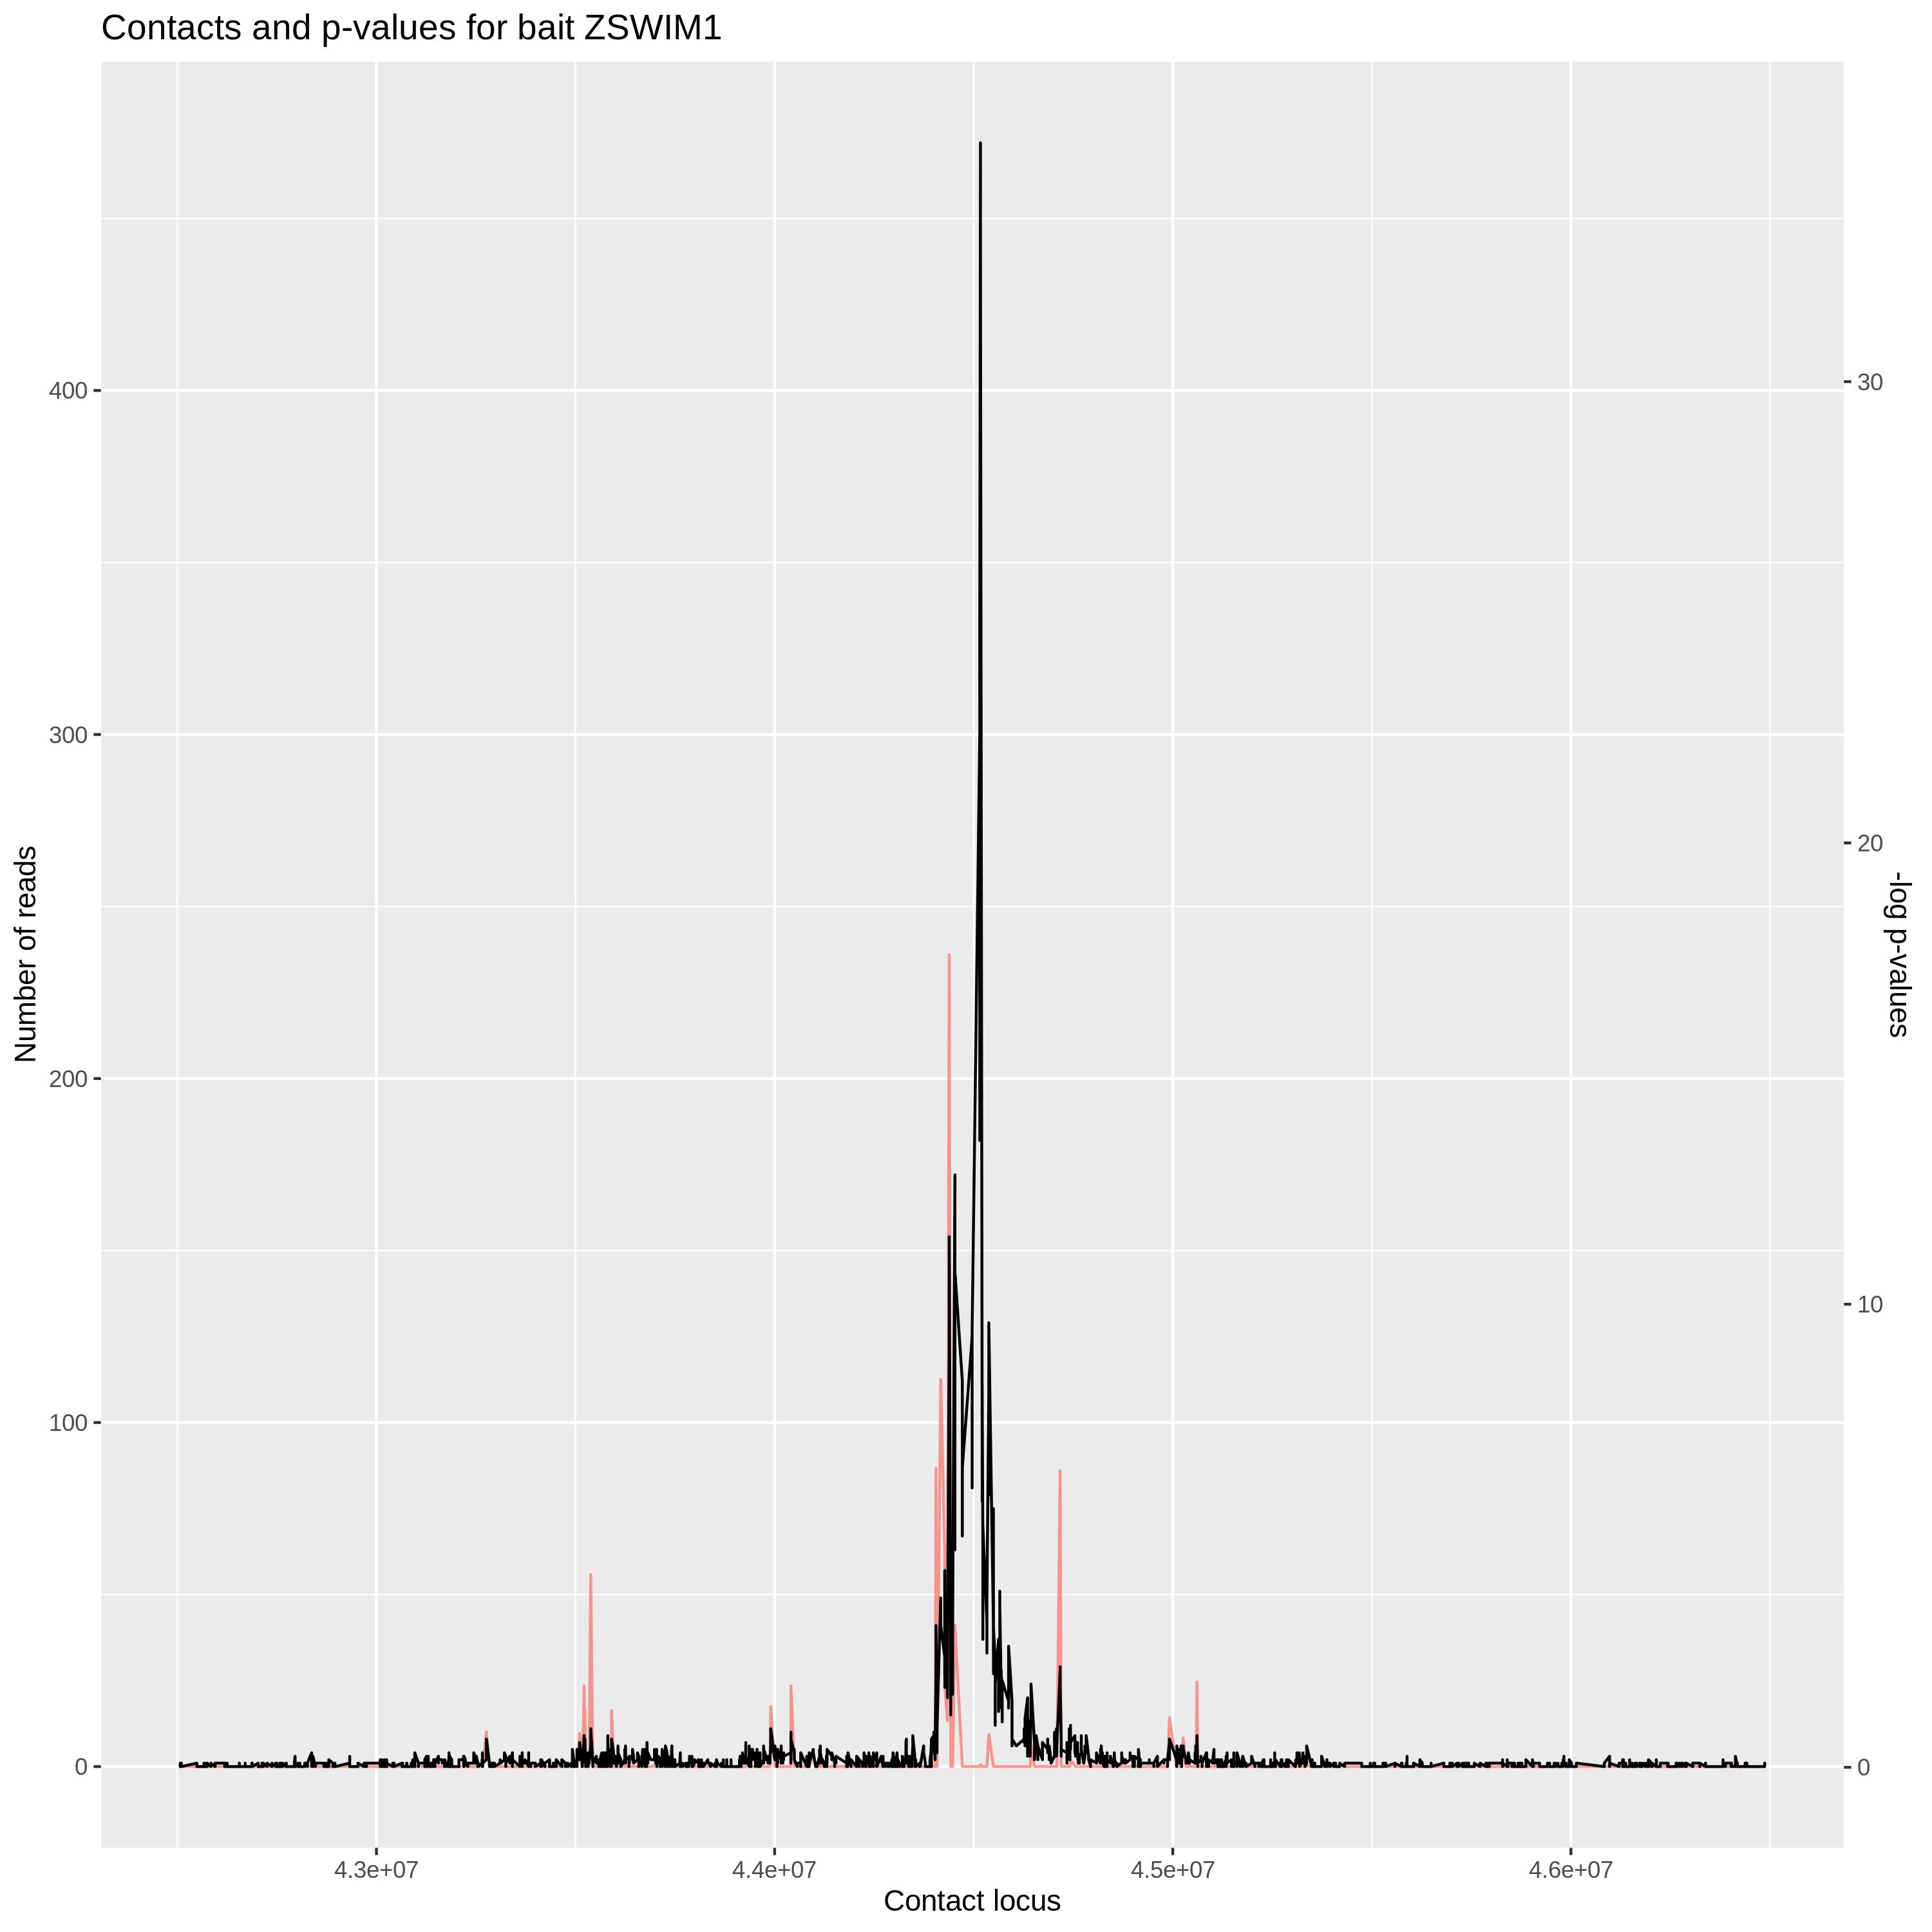 Contacts and p-values for bait ZSWIM1
400
300
200
100
0
Number of reads
30
20
10
0
-log p-values
4.3e+07
4.4e+07
4.5e+07
4.6e+07
Contact locus